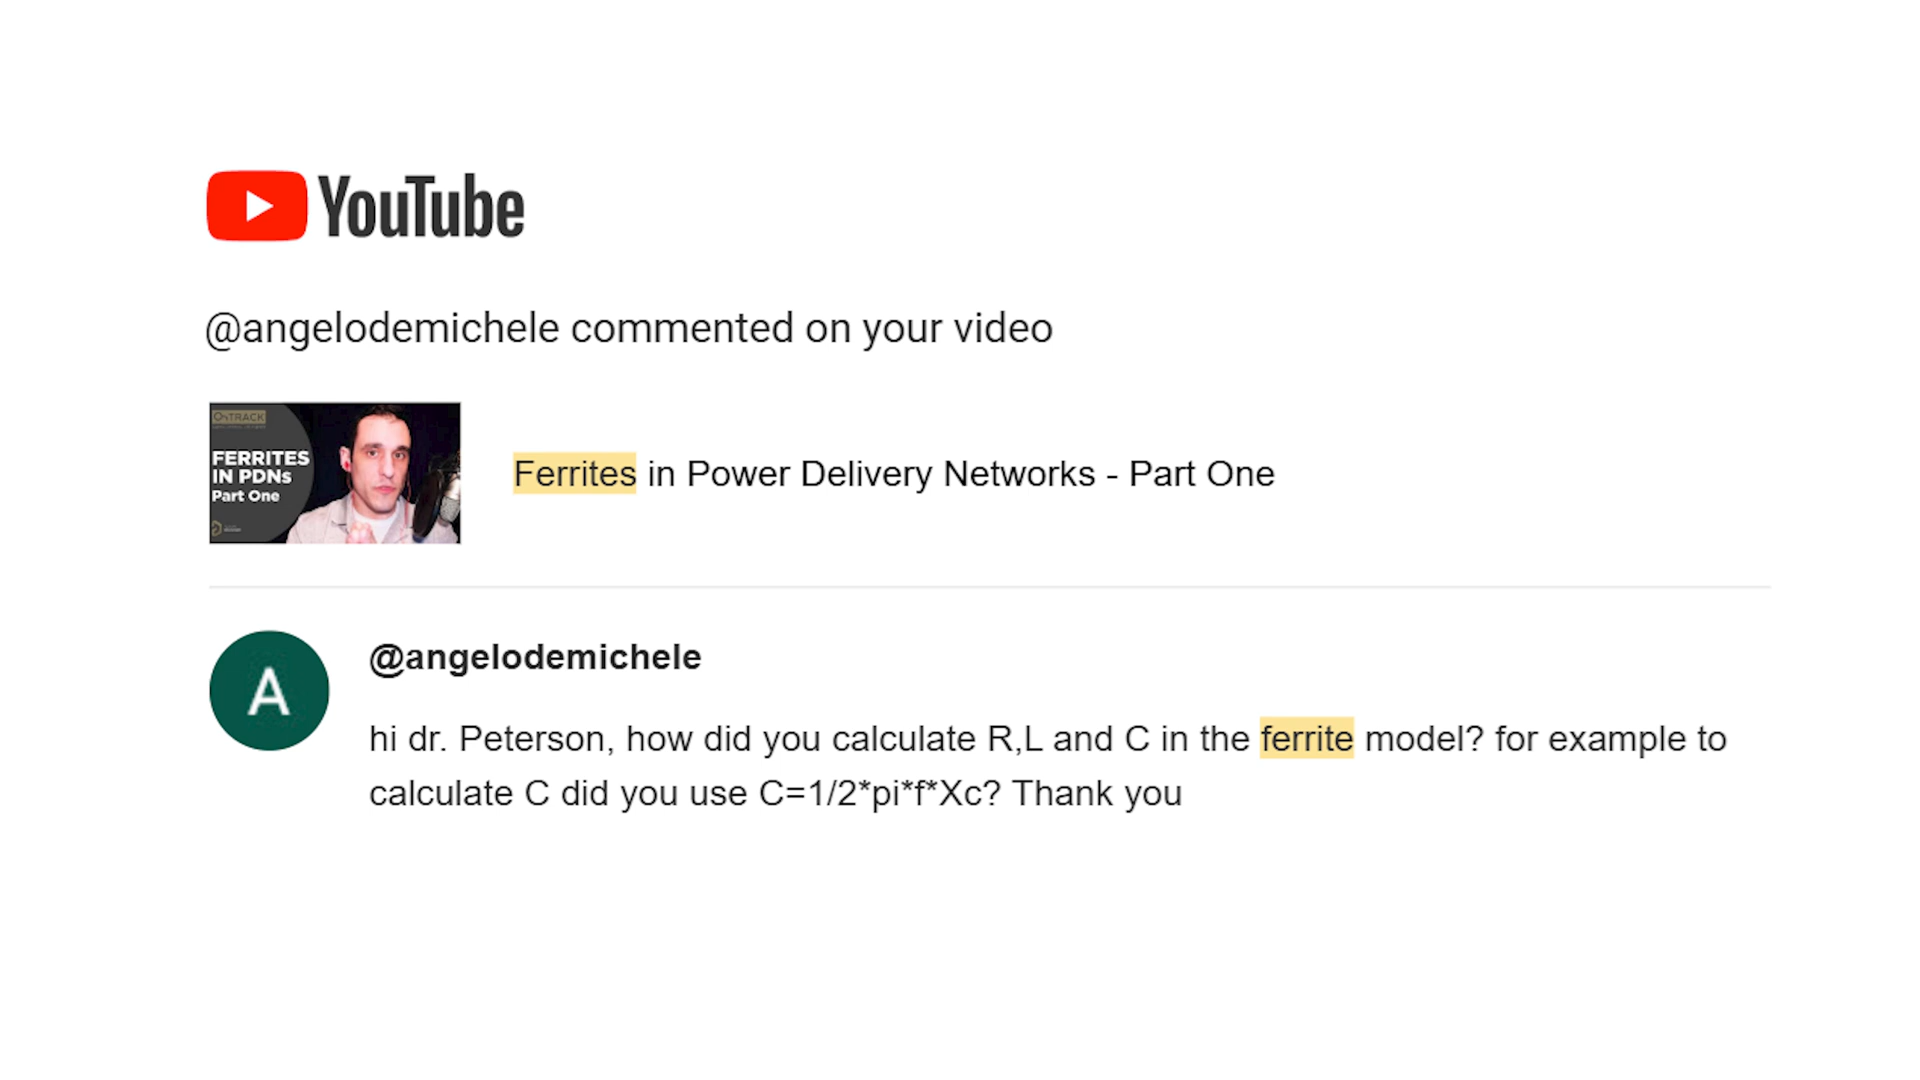 YouTube
@angelodemichele commented on your video
OnTRACK
FERRITES
IN PDNs
Part One
Ferrites in Power Delivery Networks - Part One
A
@angelodemichele
hi dr. Peterson, how did you calculate R,L and C in the ferrite model? for example to
calculate C did you use C=1/2*pi*f*Xc? Thank you